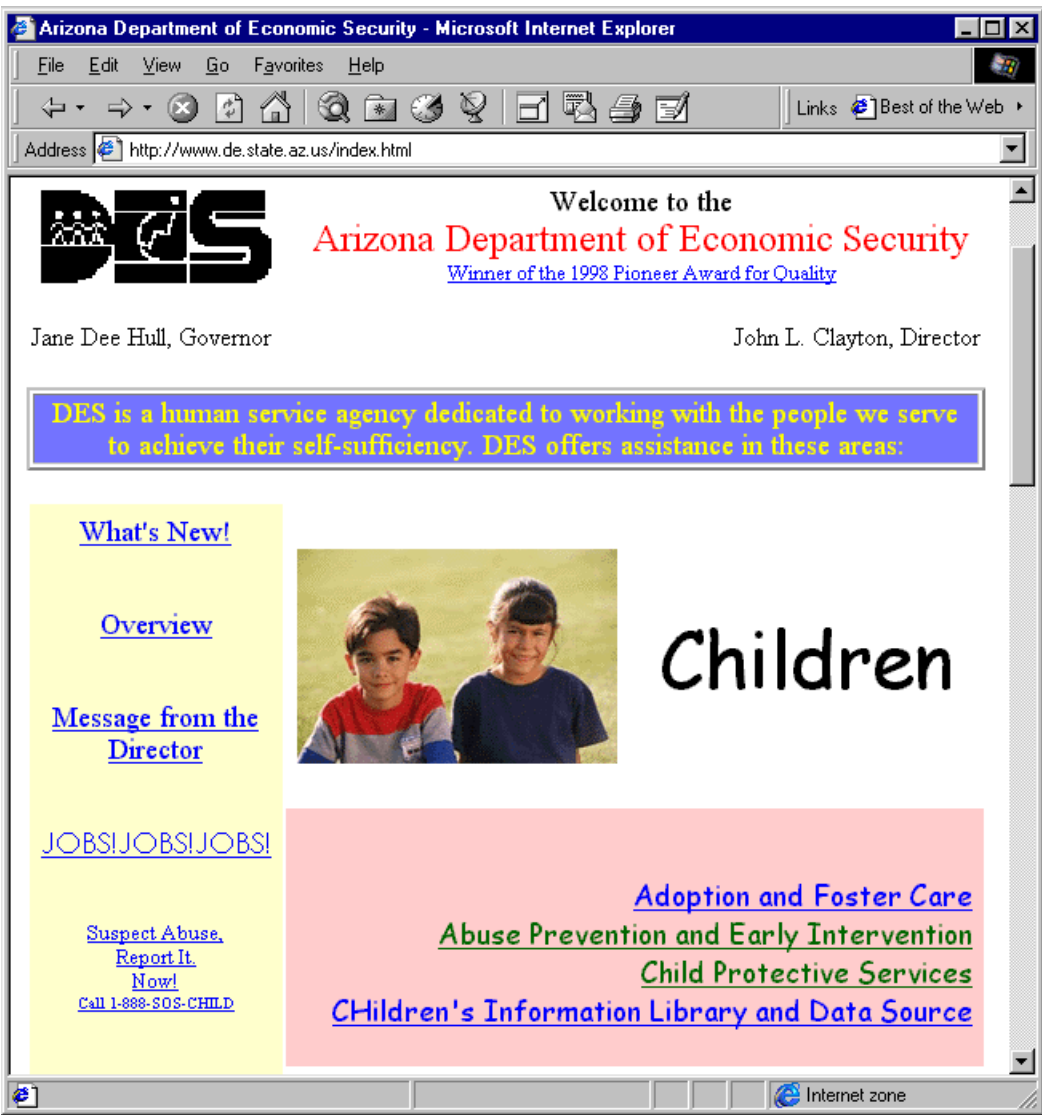 Arizona Department of Economic Security - Microsoft Internet Explorer
File Edit View Go Favorites Help
Links Best of the Web
Address http://www.de.state.az.us/index.html
DES
Welcome to the
Arizona Department of Economic Security
Winner of the 1998 Pioneer Award for Quality
Jane Dee Hull, Governor
John L. Clayton, Director
DES is a human service agency dedicated to working with the people we serve
to achieve their self-sufficiency. DES offers assistance in these areas:
What's New!
Overview
Message from the
Director
JOBS!JOBS!JOBS!
Suspect Abuse,
Report It.
Now!
Call 1-888-SOS-CHILD
Children
Adoption and Foster Care
Abuse Prevention and Early Intervention
Child Protective Services
CHildren's Information Library and Data Source
Internet zone